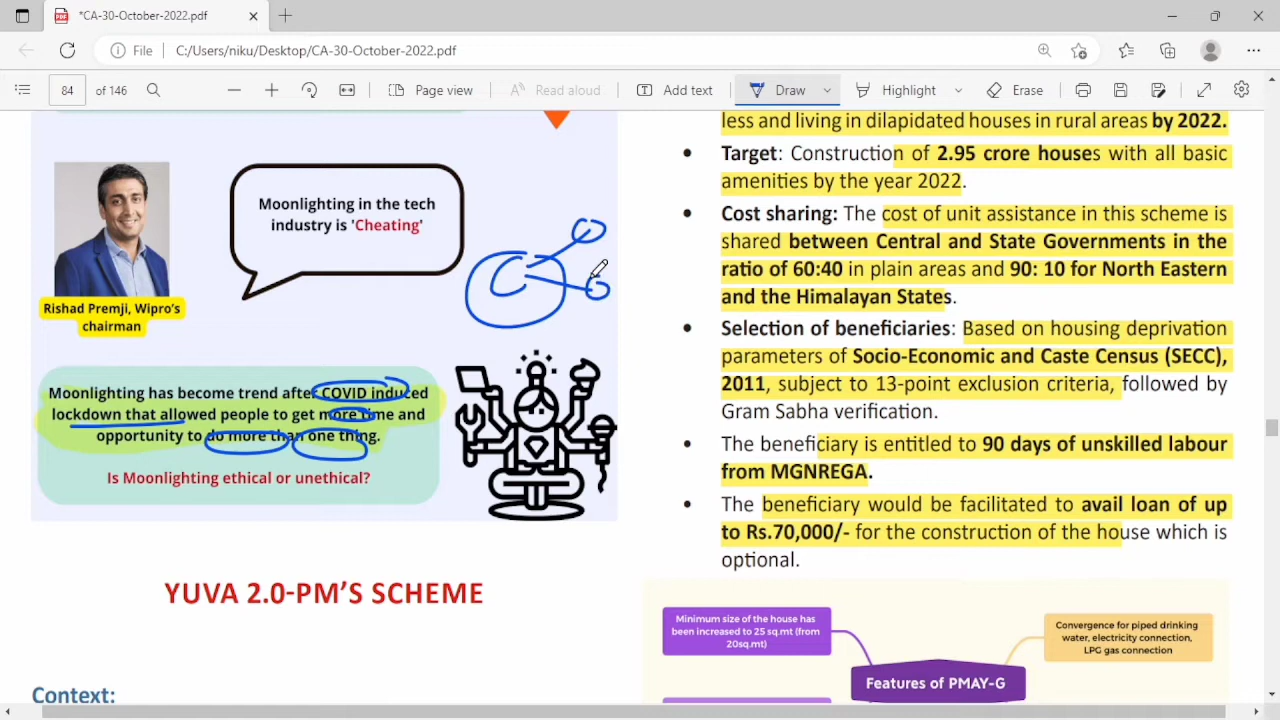 *CA-30-October-2022.pdf
File
C:/Users/niku/Desktop/CA-30-October-2022.pdf
84
of 146
Page view
Read aloud
Add text
Draw
Highlight
Erase
Moonlighting in the tech
industry is 'Cheating'
Rishad Premji, Wipro's
chairman
Moonlighting has become trend after COVID induced
lockdown that allowed people to get more time and
opportunity to do more than one thing.
Is Moonlighting ethical or unethical?
YUVA 2.0-PM'S SCHEME
Context:
less and living in dilapidated houses in rural areas by 2022.
• Target: Construction of 2.95 crore houses with all basic
amenities by the year 2022.
• Cost sharing: The cost of unit assistance in this scheme is
shared between Central and State Governments in the
ratio of 60:40 in plain areas and 90: 10 for North Eastern
and the Himalayan States.
• Selection of beneficiaries: Based on housing deprivation
parameters of Socio-Economic and Caste Census (SECC),
2011, subject to 13-point exclusion criteria, followed by
Gram Sabha verification.
• The beneficiary is entitled to 90 days of unskilled labour
from MGNREGA.
• The beneficiary would be facilitated to avail loan of up
to Rs.70,000/- for the construction of the house which is
optional.
Minimum size of the house has
been increased to 25 sq.mt (from
20sq.mt)
Convergence for piped drinking
water, electricity connection,
LPG gas connection
Features of PMAY-G